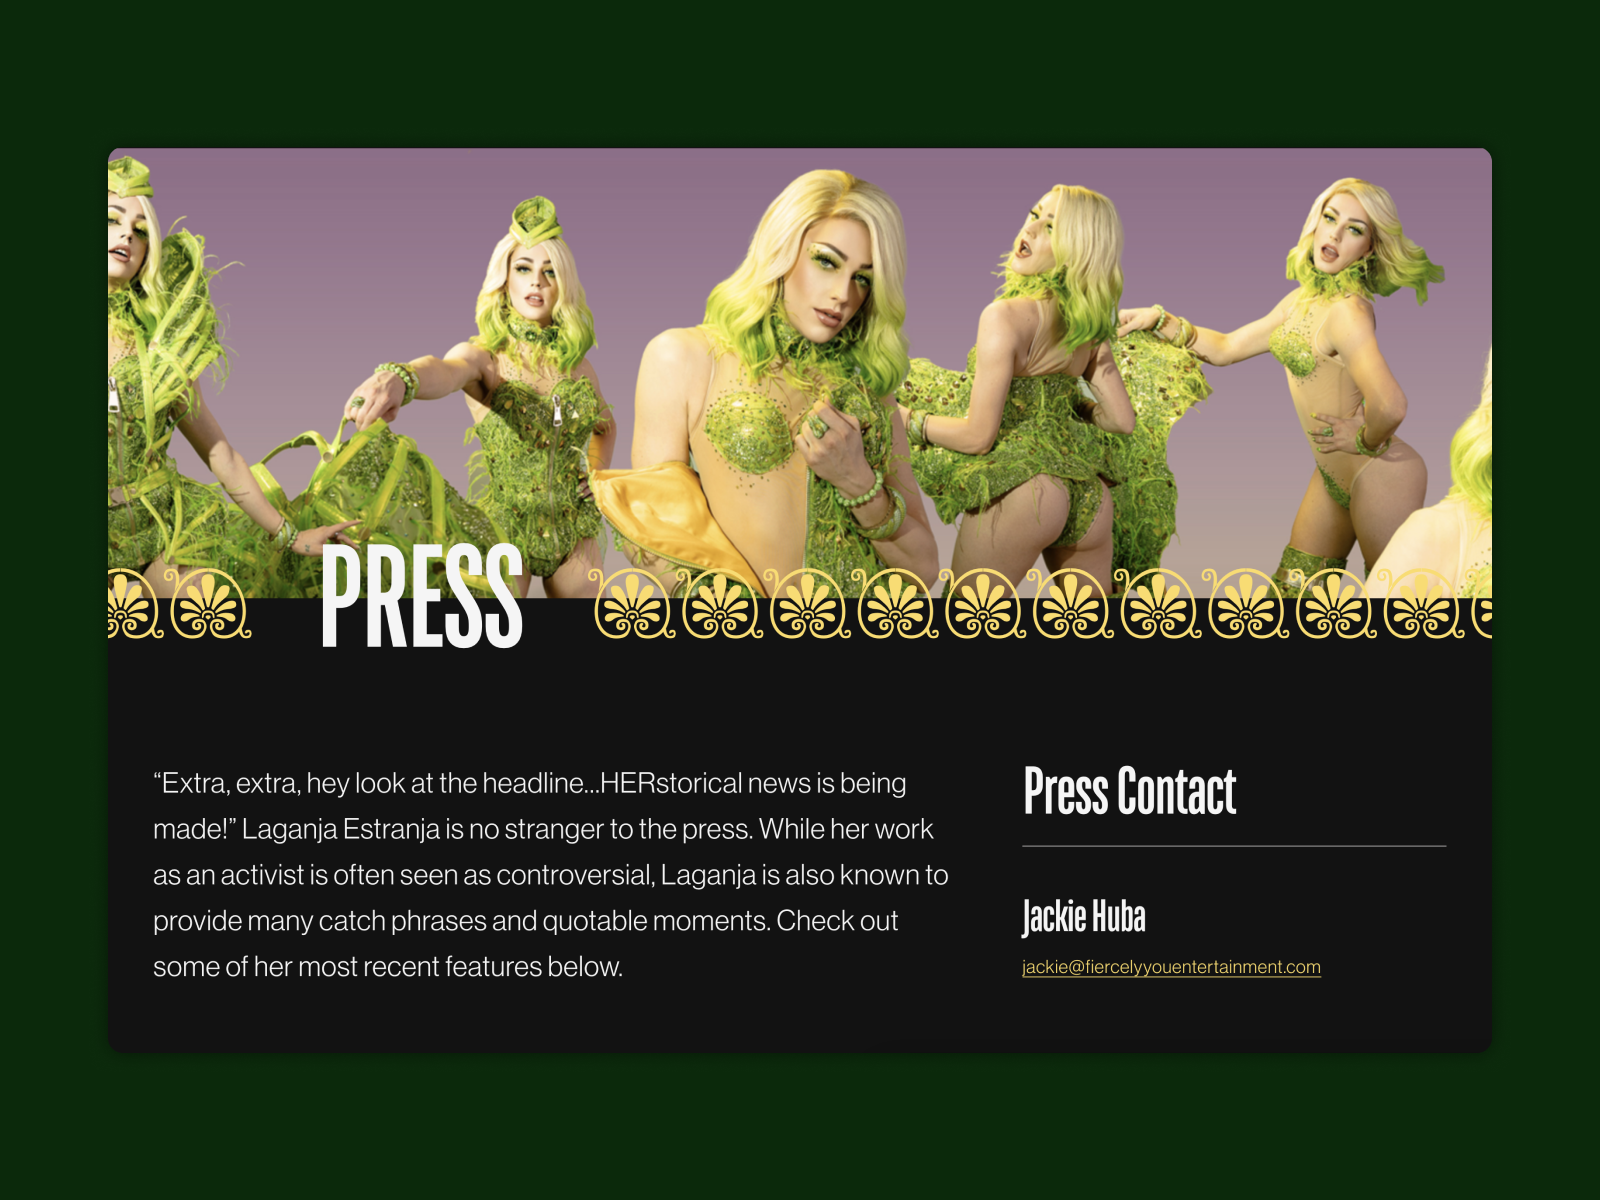 PRESS
“Extra, extra, hey look at the headline...HERstorical news is being
made!” Laganja Estranja is no stranger to the press. While her work
as an activist is often seen as controversial, Laganja is also known to
provide many catch phrases and quotable moments. Check out
some of her most recent features below.
Press Contact
Jackie Huba
jackie@fiercelyyouentertainment.com